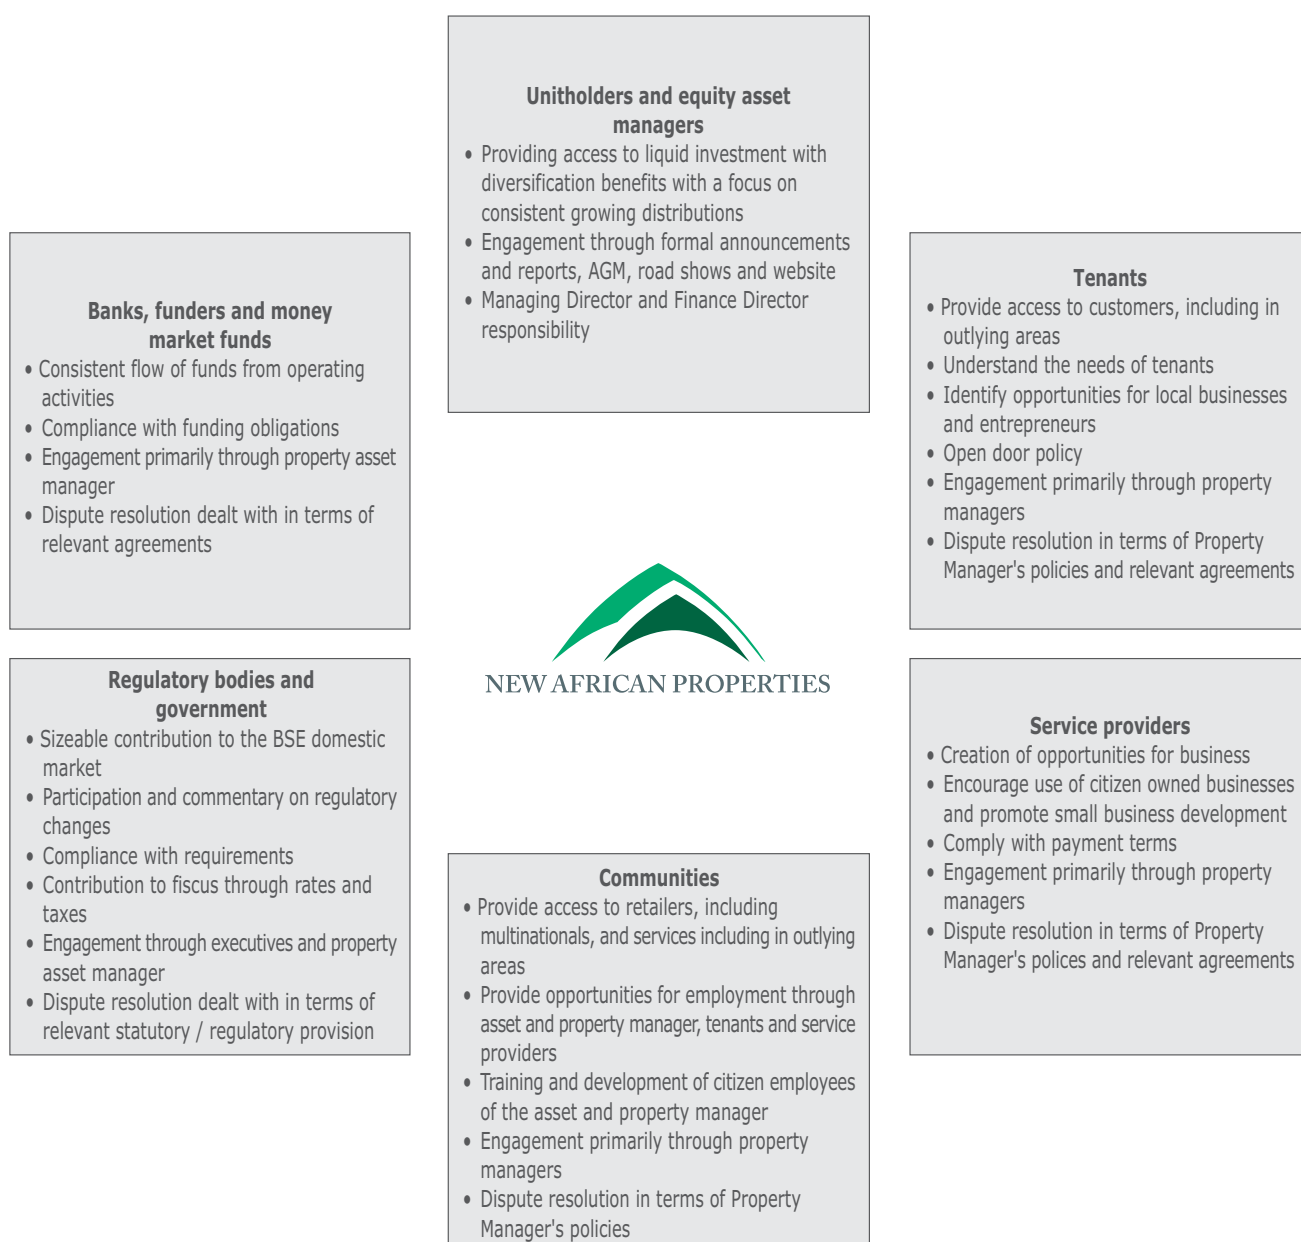 Unitholders and equity asset
managers
• Providing access to liquid investment with
diversification benefits with a focus on
consistent growing distributions
• Engagement through formal announcements
and reports, AGM, road shows and website
• Managing Director and Finance Director
responsibility
Banks, funders and money
market funds
• Consistent flow of funds from operating
activities
• Compliance with funding obligations
• Engagement primarily through property asset
manager
• Dispute resolution dealt with in terms of
relevant agreements
Tenants
• Provide access to customers, including in
outlying areas
• Understand the needs of tenants
• Identify opportunities for local businesses
and entrepreneurs
• Open door policy
• Engagement primarily through property
managers
• Dispute resolution in terms of Property
Manager's policies and relevant agreements
NEW AFRICAN PROPERTIES
Regulatory bodies and
government
• Sizeable contribution to the BSE domestic
market
• Participation and commentary on regulatory
changes
• Compliance with requirements
• Contribution to fiscus through rates and
taxes
• Engagement through executives and property
asset manager
• Dispute resolution dealt with in terms of
relevant statutory / regulatory provision
Service providers
• Creation of opportunities for business
• Encourage use of citizen owned businesses
and promote small business development
• Comply with payment terms
• Engagement primarily through property
managers
• Dispute resolution in terms of Property
Manager's polices and relevant agreements
Communities
• Provide access to retailers, including
multinationals, and services including in outlying
areas
• Provide opportunities for employment through
asset and property manager, tenants and service
providers
• Training and development of citizen employees
of the asset and property manager
• Engagement primarily through property
managers
• Dispute resolution in terms of Property
Manager's policies